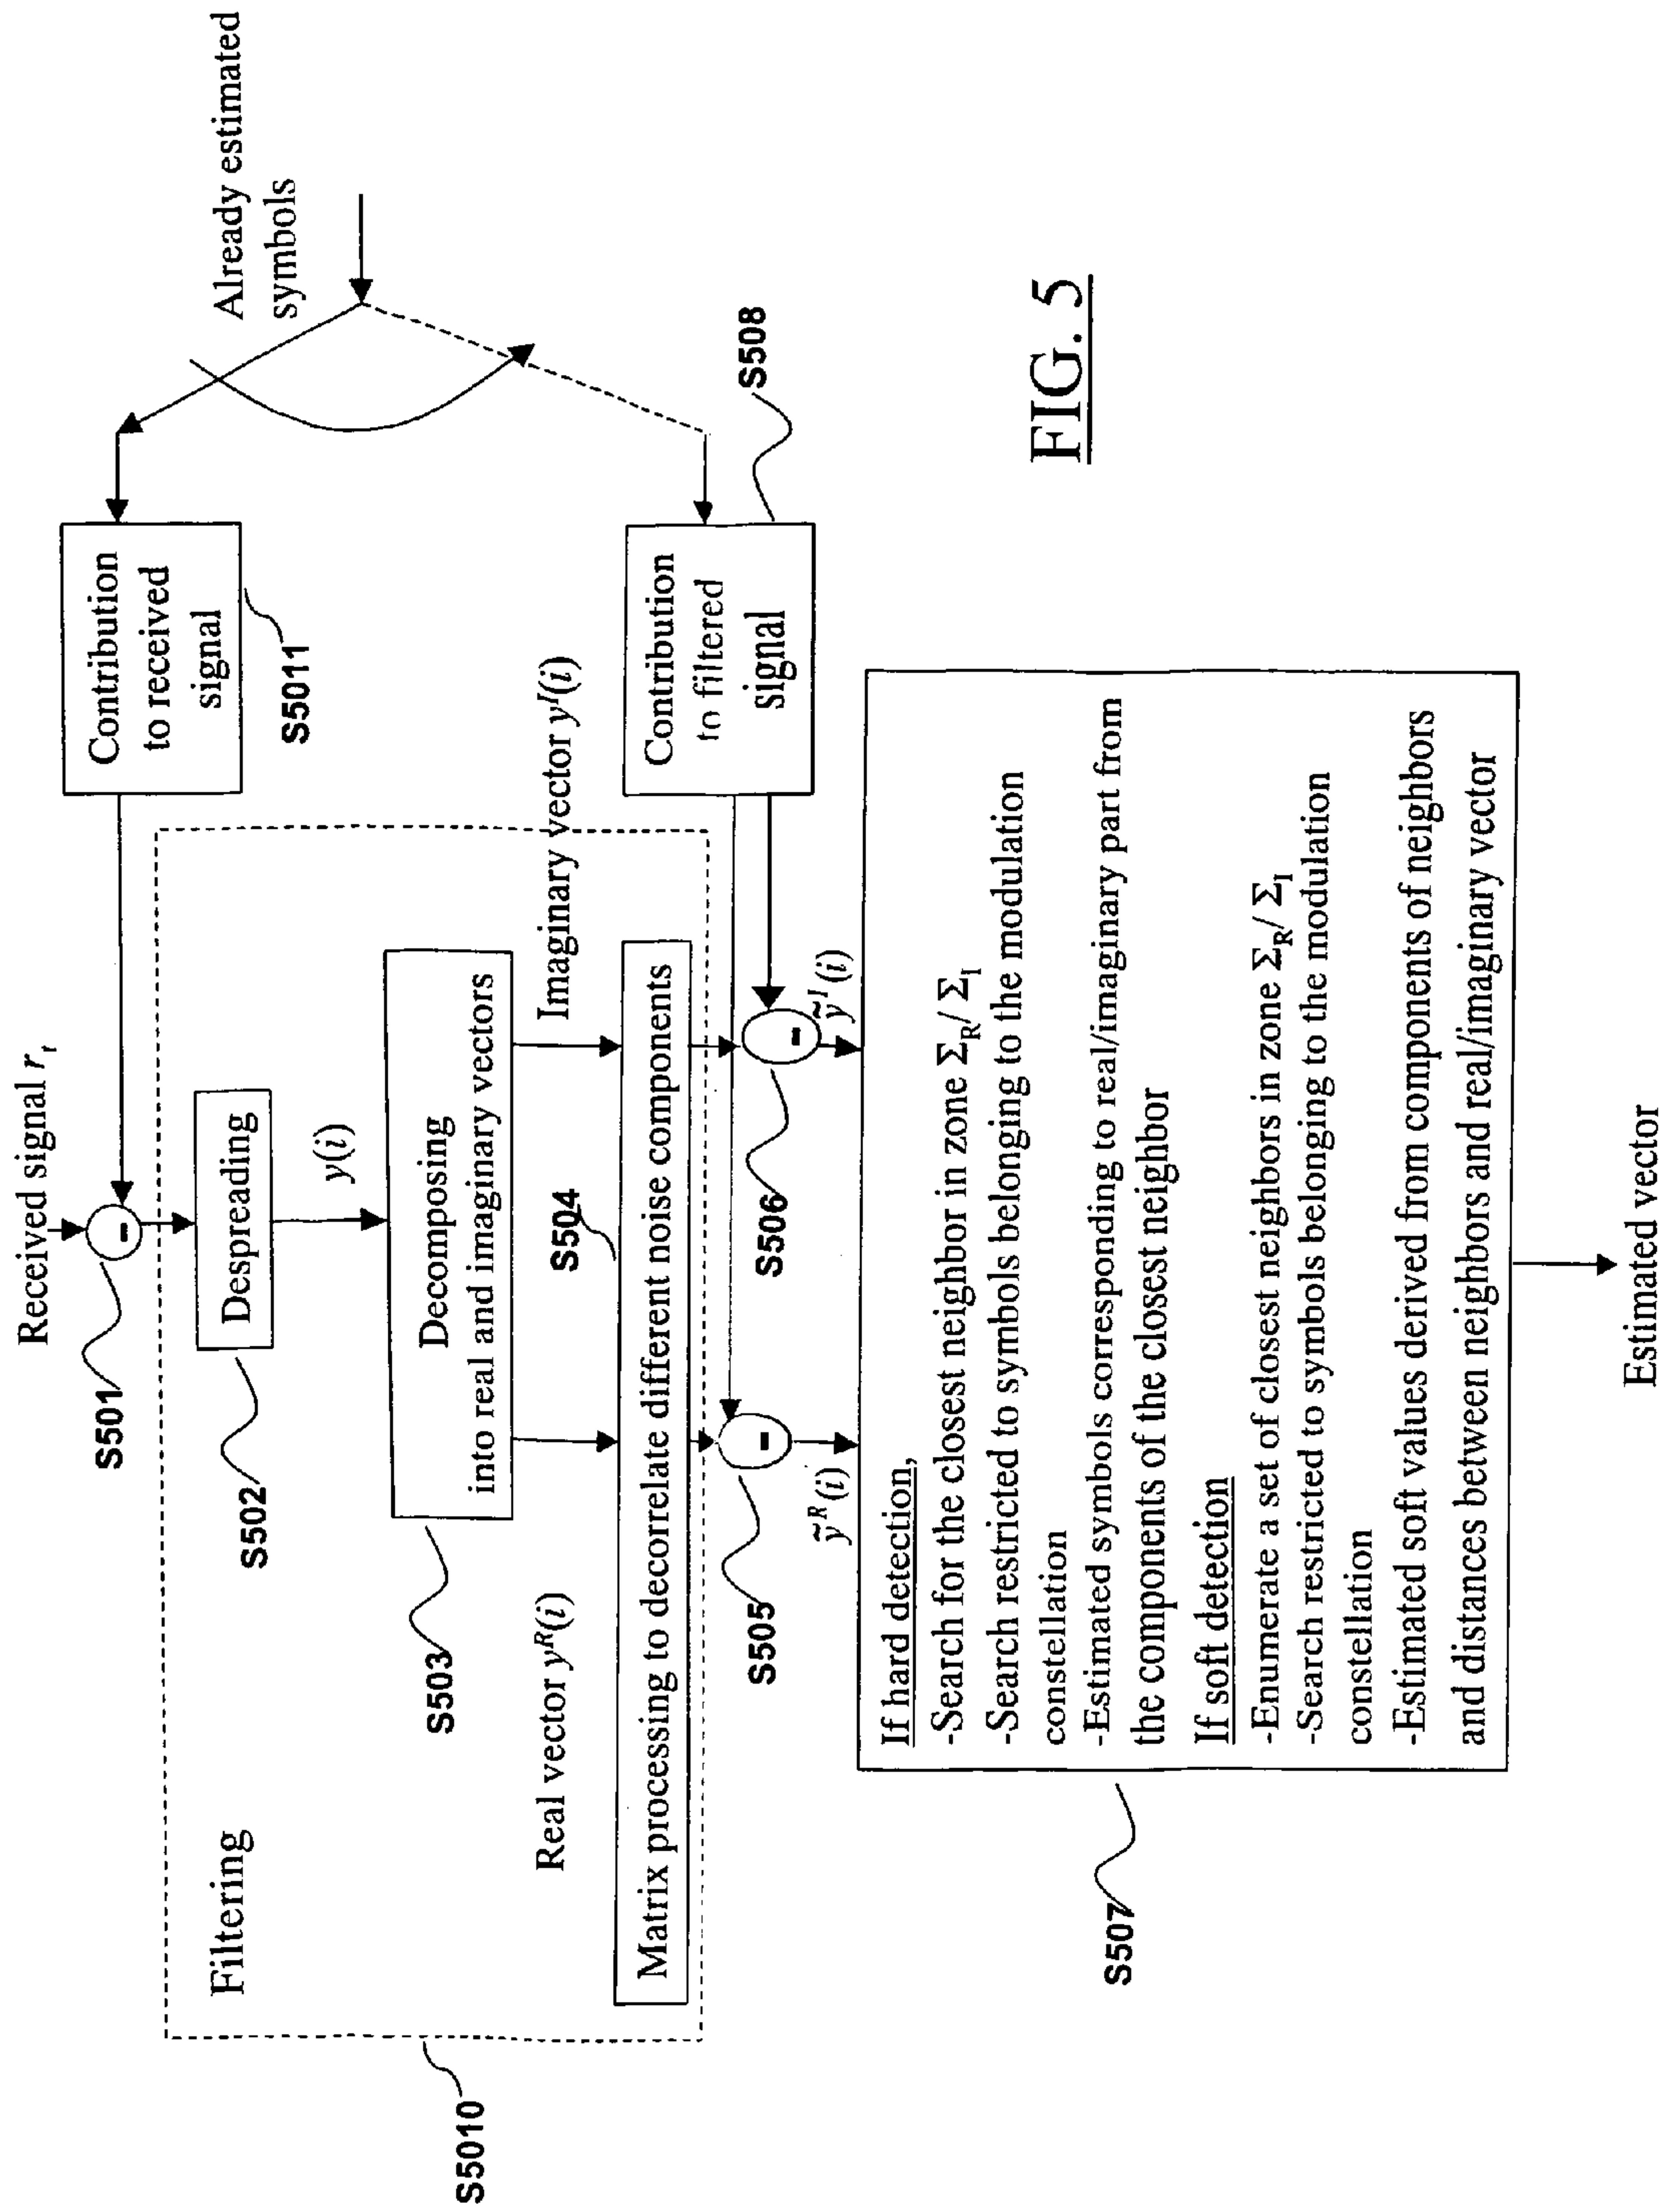 Received signal r_t
S501
Already estimated
symbols
Contribution
to received
signal
S5011
Filtering
Despreading
S502
y(i)
Decomposing
into real and imaginary vectors
S503
Real vector y^R(i)
S504
Imaginary vector y^I(i)
Matrix processing to decorrelate different noise components
S5010
Contribution
to filtered
signal
S508
S505
S506
ỹ^R(i)
ỹ^I(i)
If hard detection,
-Search for the closest neighbor in zone Σ_R/ Σ_I
-Search restricted to symbols belonging to the modulation
constellation
-Estimated symbols corresponding to real/imaginary part from
the components of the closest neighbor
If soft detection
-Enumerate a set of closest neighbors in zone Σ_R/ Σ_I
-Search restricted to symbols belonging to the modulation
constellation
-Estimated soft values derived from components of neighbors
and distances between neighbors and real/imaginary vector
S507
Estimated vector
FIG. 5